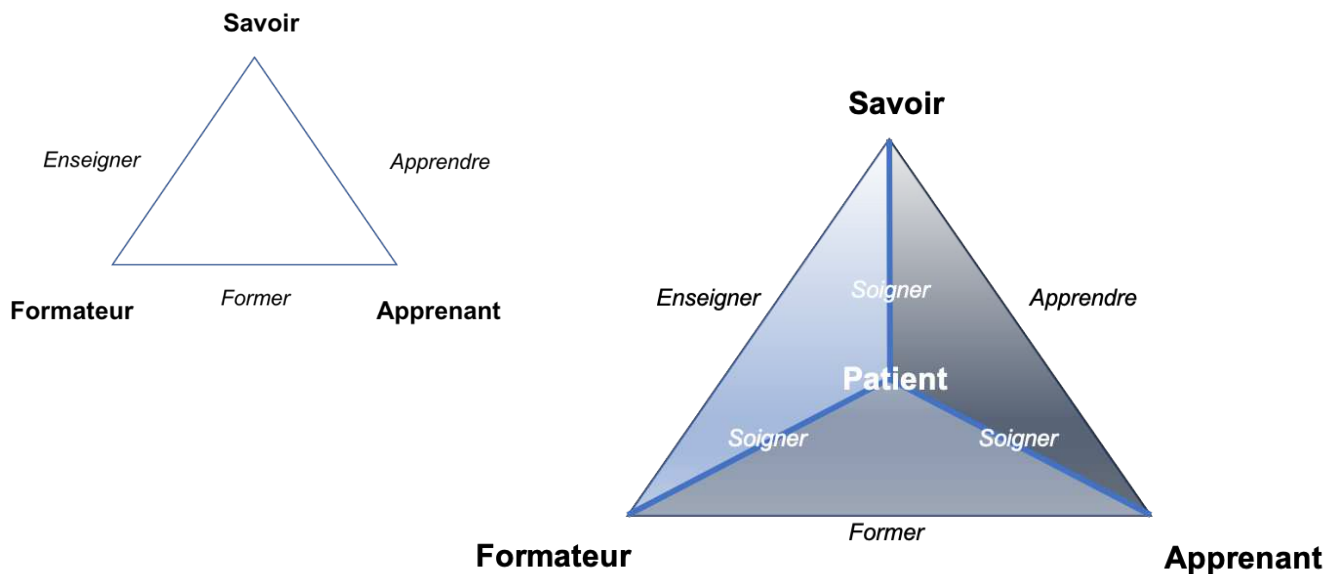 Savoir
Enseigner
Apprendre
Former
Formateur
Apprenant
Savoir
Enseigner
Soigner
Apprendre
Patient
Soigner
Soigner
Former
Formateur
Apprenant